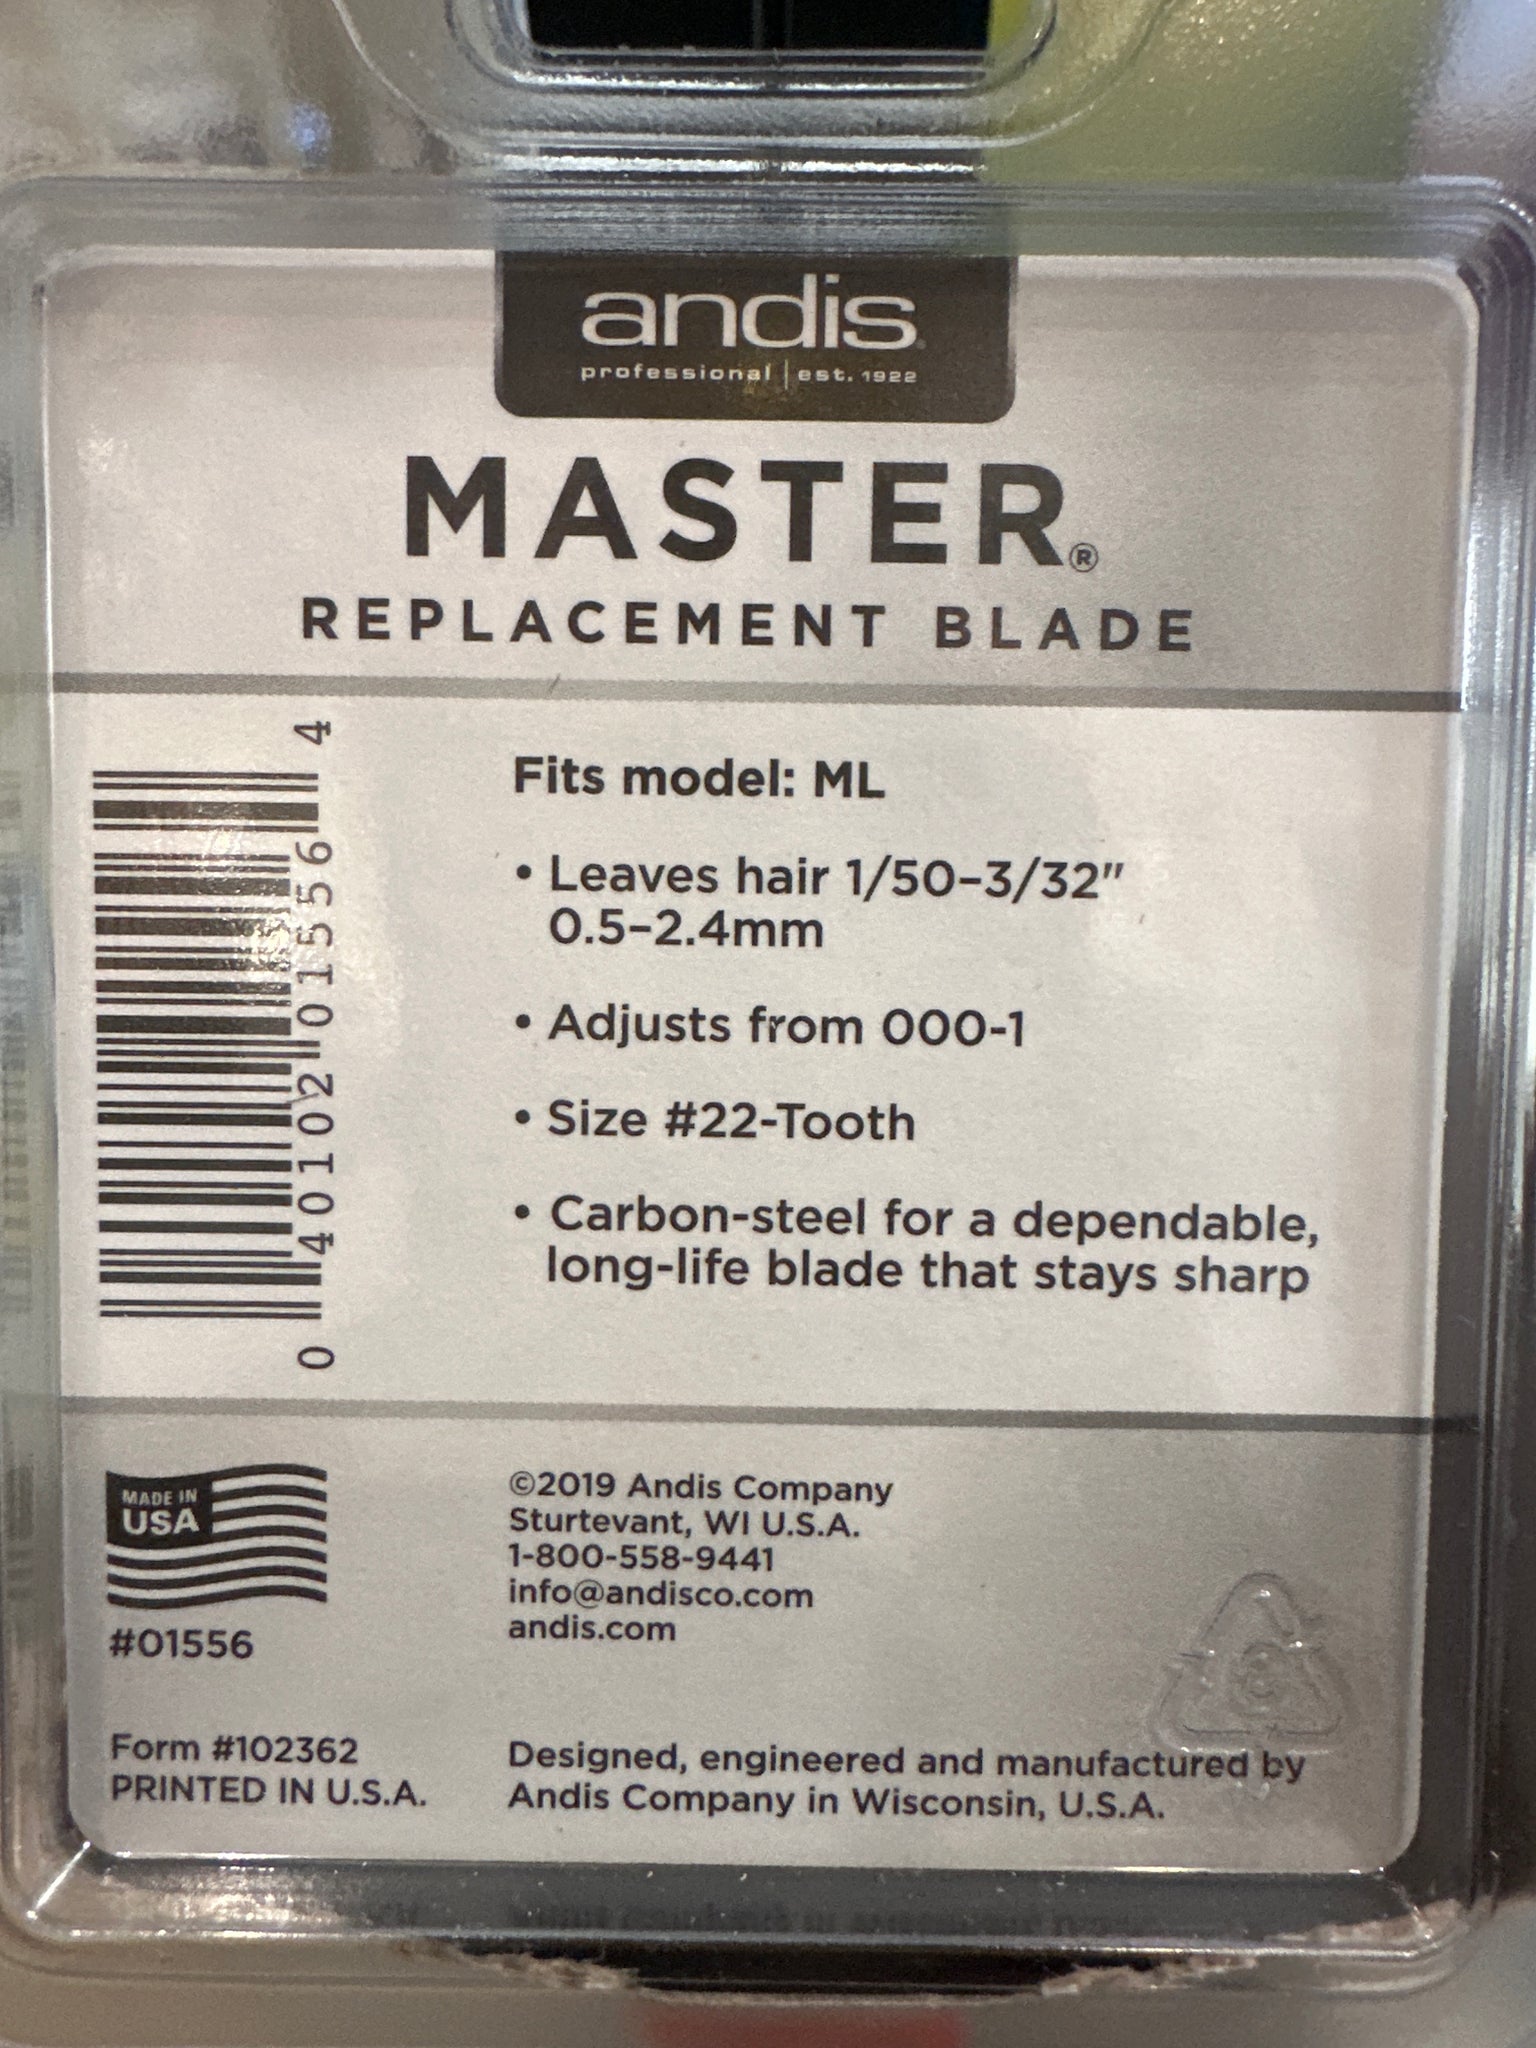 andis
professional | est. 1922
MASTER®
REPLACEMENT BLADE
0 40102 01556 4
Fits model: ML
• Leaves hair 1/50–3/32"
0.5–2.4mm
• Adjusts from 000-1
• Size #22-Tooth
• Carbon-steel for a dependable,
long-life blade that stays sharp
MADE IN
USA
#01556
©2019 Andis Company
Sturtevant, WI U.S.A.
1-800-558-9441
info@andisco.com
andis.com
Form #102362
PRINTED IN U.S.A.
Designed, engineered and manufactured by
Andis Company in Wisconsin, U.S.A.